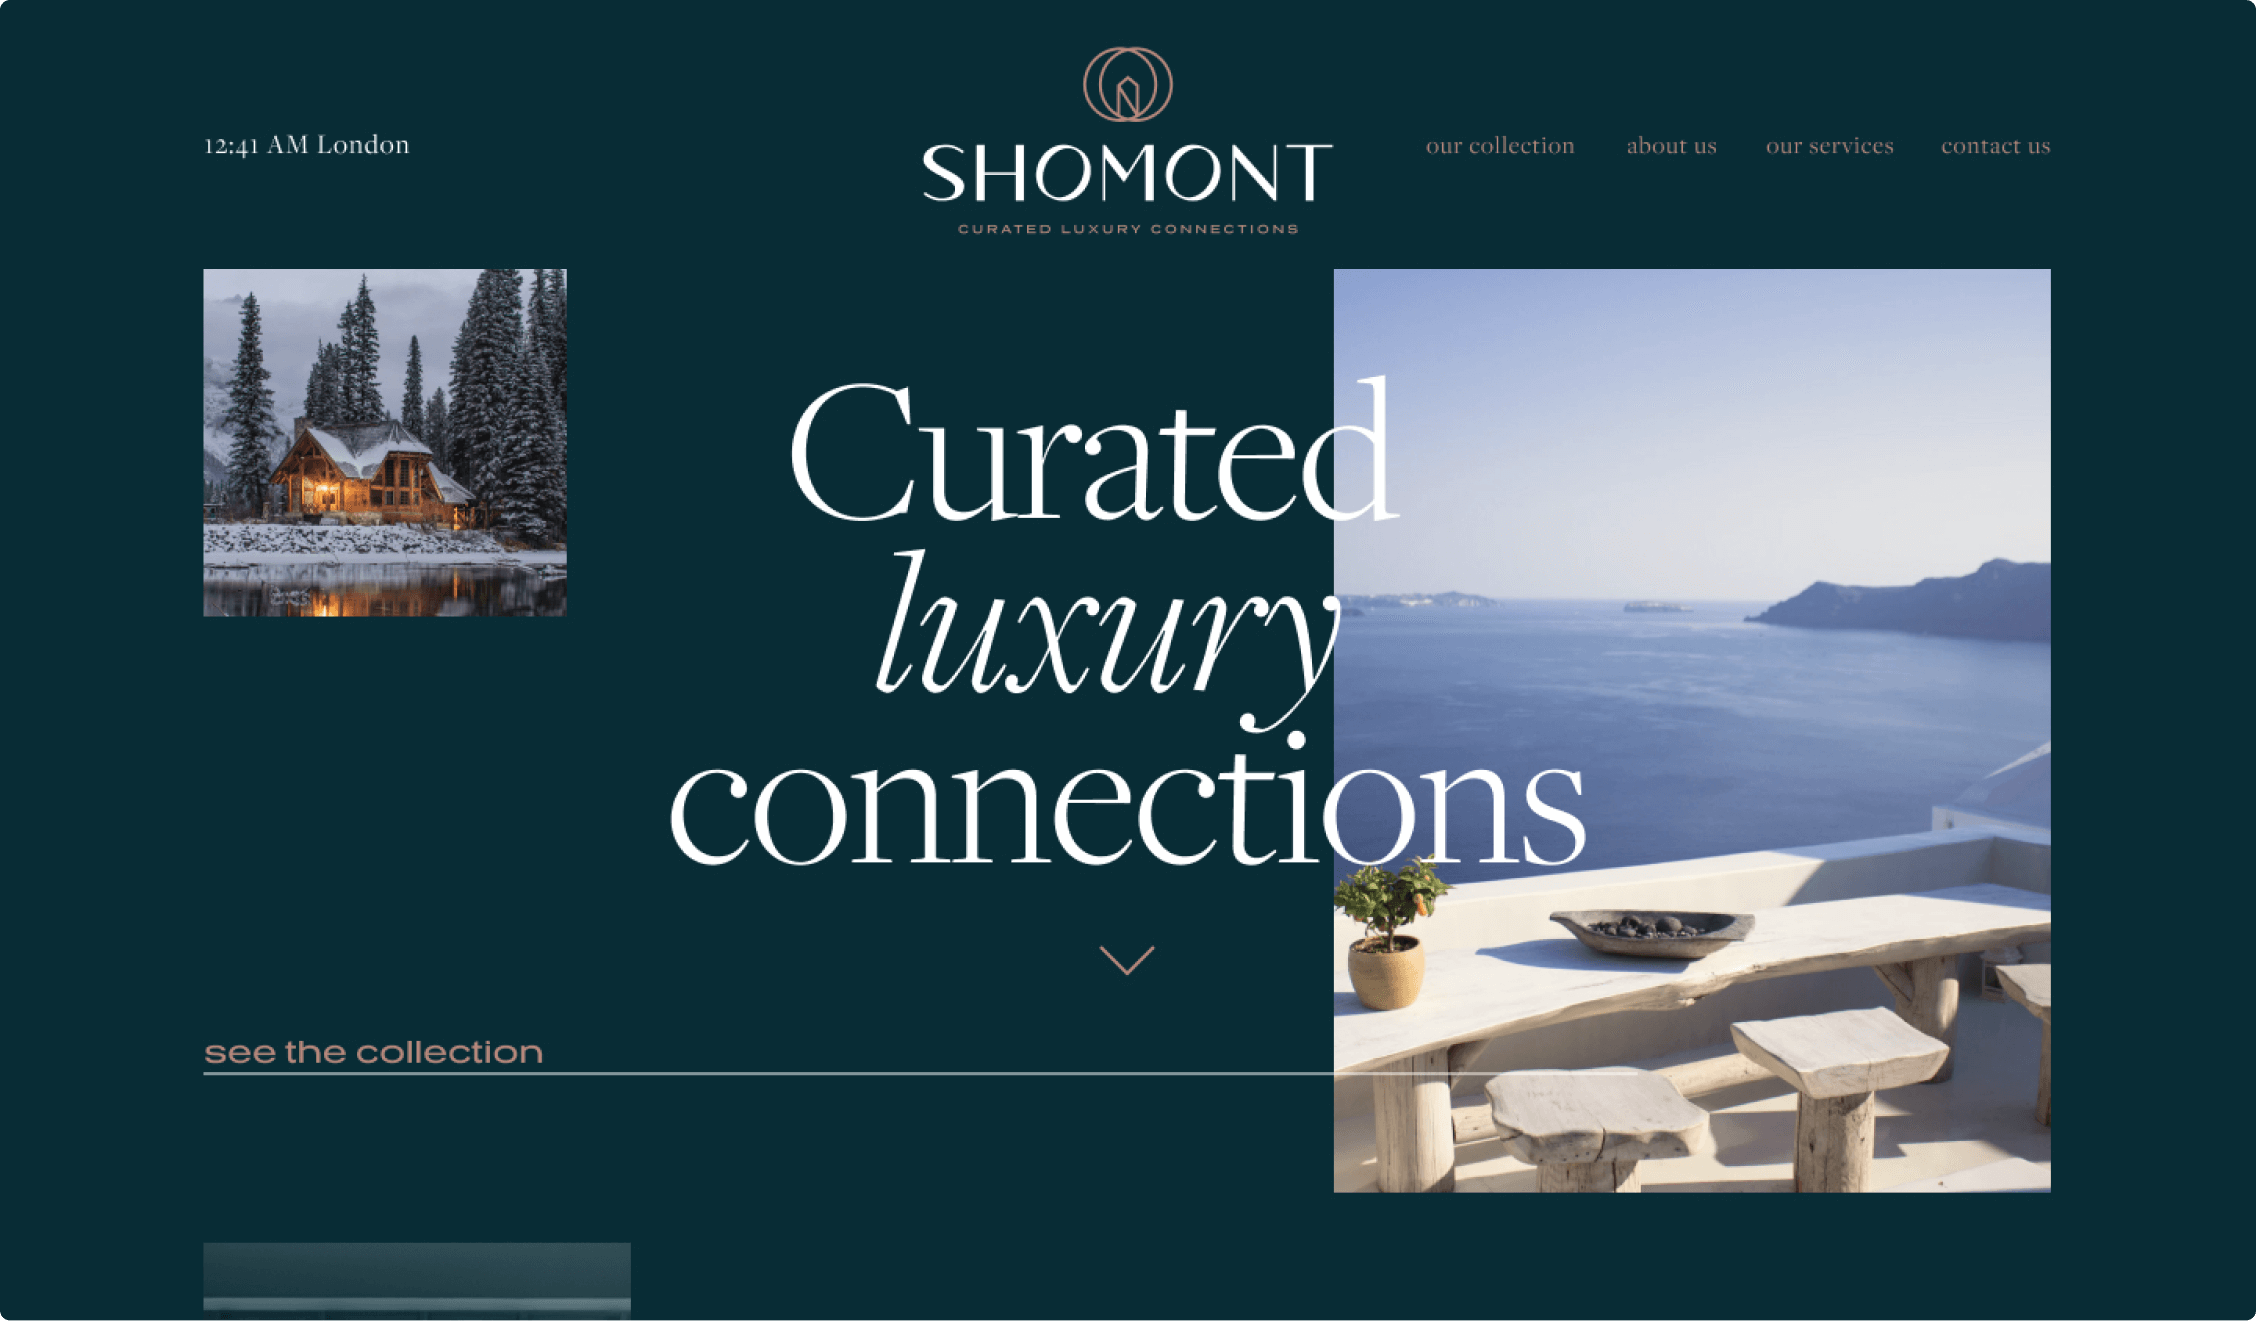 12:41 AM London
SHOMONT
CURATED LUXURY CONNECTIONS
our collection about us our services contact us
Curated
luxury
connections
see the collection